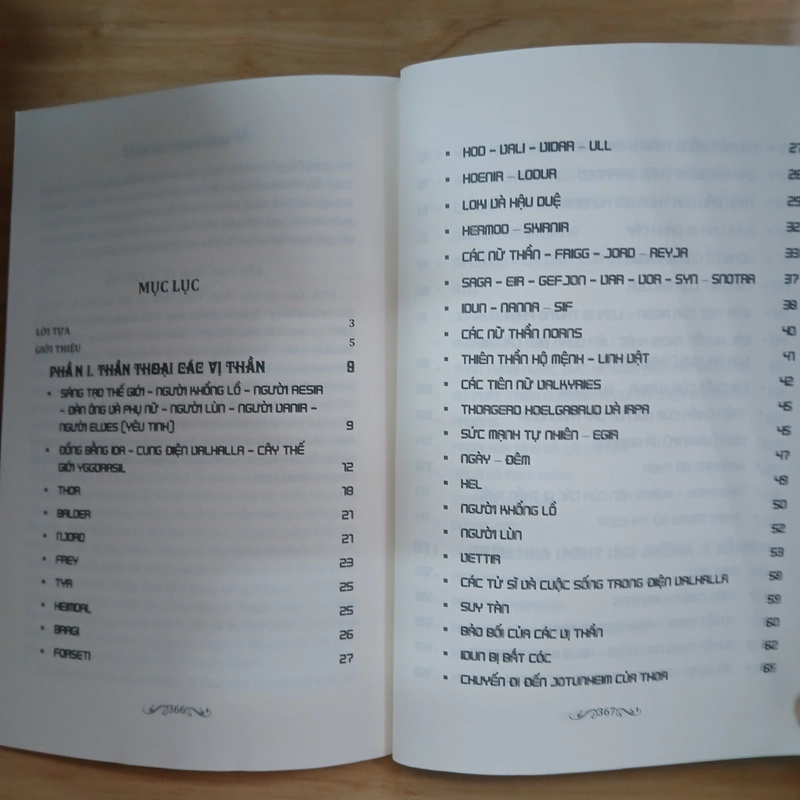 MỤC LỤC
LỜI TỰA 3
GIỚI THIỆU 5
PHẦN I. THẦN THOẠI CÁC VỊ THẦN 9
• SÁNG TẠO THẾ GIỚI – NGƯỜI KHỔNG LỒ – NGƯỜI AESIR
– ĐÀN ÔNG VÀ PHỤ NỮ – NGƯỜI LÙN – NGƯỜI VANIR –
NGƯỜI ELVES (YÊU TINH) 9
• ĐỒNG BẰNG IDA – CUNG ĐIỆN VALHALLA – CÂY THẾ
GIỚI YGGDRASIL 12
• THOR 18
• BALDER 21
• NJORD 21
• FREY 23
• TYR 25
• HEIMDAL 25
• BRAGI 26
• FORSETI 27
366
• HOD – VALI – VIDAR – ULL
• HOENIR – LODUR
• LOKI VÀ HẬU DUỆ 29
• HERMOD – SKIRNIR 32
• CÁC NỮ THẦN – FRIGG – JORD – REYJA 33
• SAGA – EIR – GEFJON – VAR – VOR – SYN – SNOTRA 37
• IDUN – NANNA – SIF 38
• CÁC NỮ THẦN NORNS 40
• THIÊN THẦN HỘ MỆNH – LINH VẬT 41
• CÁC TIÊN NỮ VALKYRIES 42
• THORGERD HOELGABRUD VÀ IRPA 45
• SỨC MẠNH TỰ NHIÊN – EGIR 45
• NGÀY – ĐÊM 47
• HEL 49
• NGƯỜI KHỔNG LỒ 50
• NGƯỜI LÙN 52
• VETTIR 53
• CÁC TỬ SĨ VÀ CUỘC SỐNG TRONG ĐIỆN VALHALLA 58
• SUY TÀN 59
• BẢO BỐI CỦA CÁC VỊ THẦN 60
• IDUN BỊ BẮT CÓC 62
• CHUYẾN ĐI ĐẾN JOTUNHEIM CỦA THOR 65
367